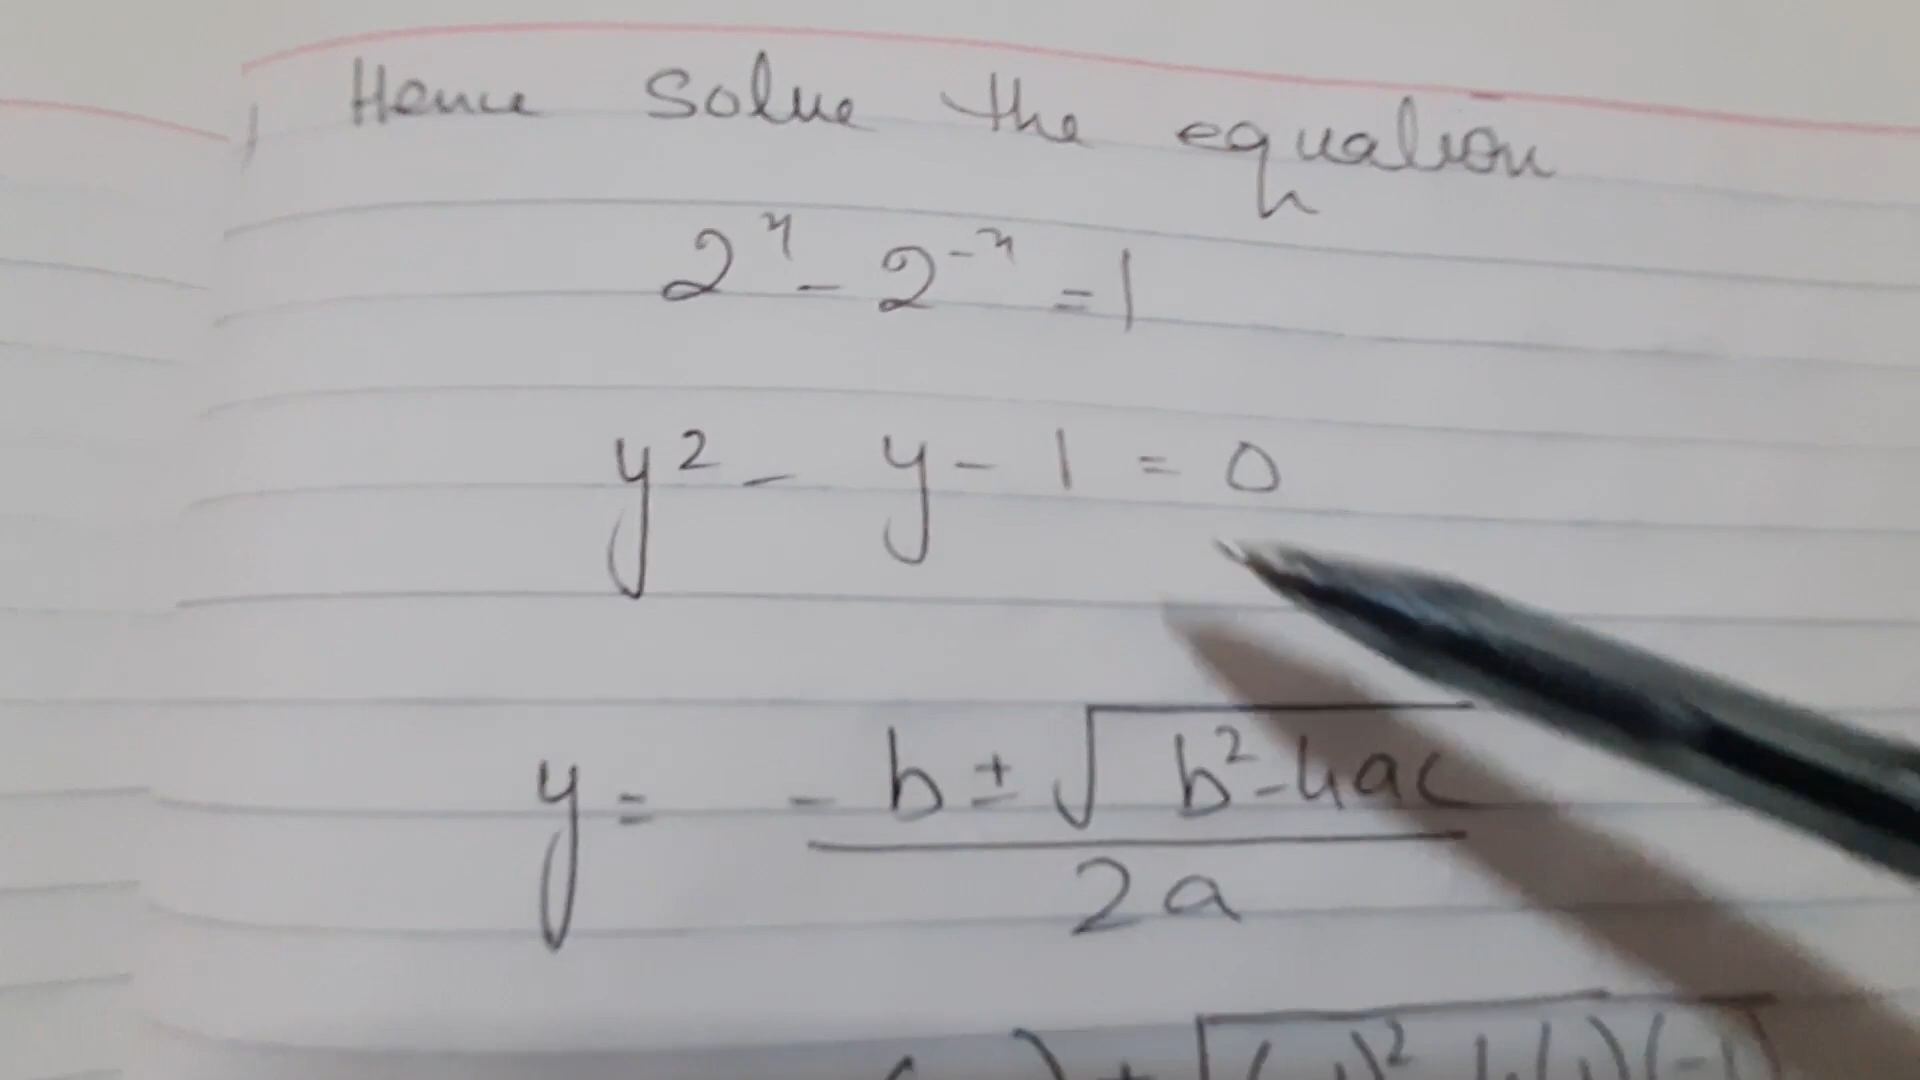 Hence solve the equation
2^x - 2^-x = 1
y² - y - 1 = 0
y = - b ± √b² - 4ac
2a